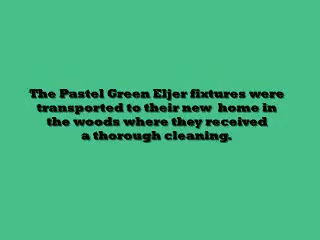 The Pastel Green Eljer fixtures were
transported to their new home in
the woods where they received
a thorough cleaning.